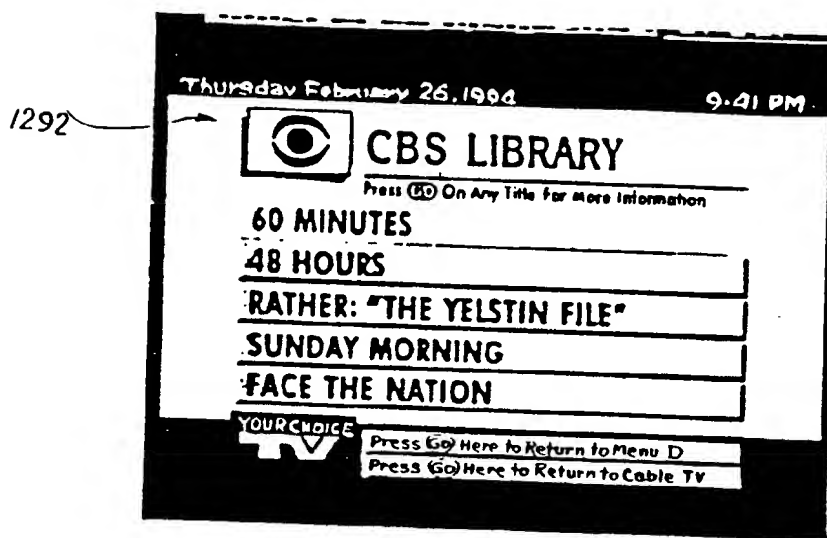 Thursday February 26, 1994 9:41 PM
1292
CBS LIBRARY
Press GO On Any Title for More Information
60 MINUTES
48 HOURS
RATHER: "THE YELSTIN FILE"
SUNDAY MORNING
FACE THE NATION
YOUR CHOICE
TV
Press Go Here to Return to Menu D
Press Go Here to Return to Cable TV